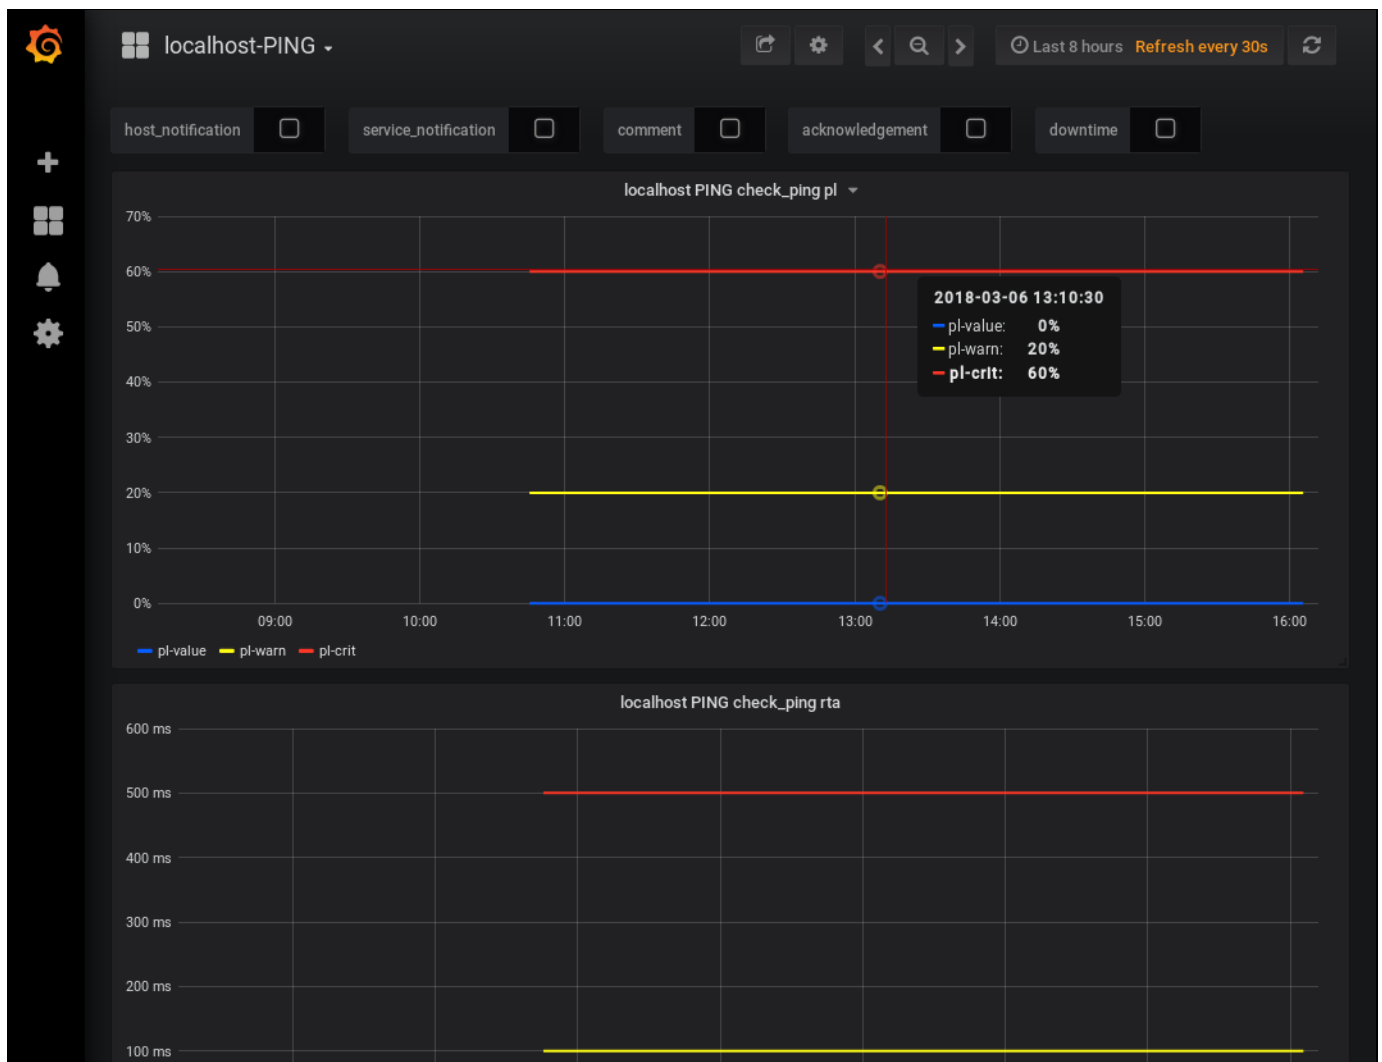 localhost-PING
Last 8 hours Refresh every 30s
host_notification service_notification comment acknowledgement downtime
localhost PING check_ping pl
70%
60%
50%
40%
30%
20%
10%
0%
2018-03-06 13:10:30
pl-value: 0%
pl-warn: 20%
pl-crit: 60%
09:00 10:00 11:00 12:00 13:00 14:00 15:00 16:00
pl-value pl-warn pl-crit
localhost PING check_ping rta
600 ms
500 ms
400 ms
300 ms
200 ms
100 ms